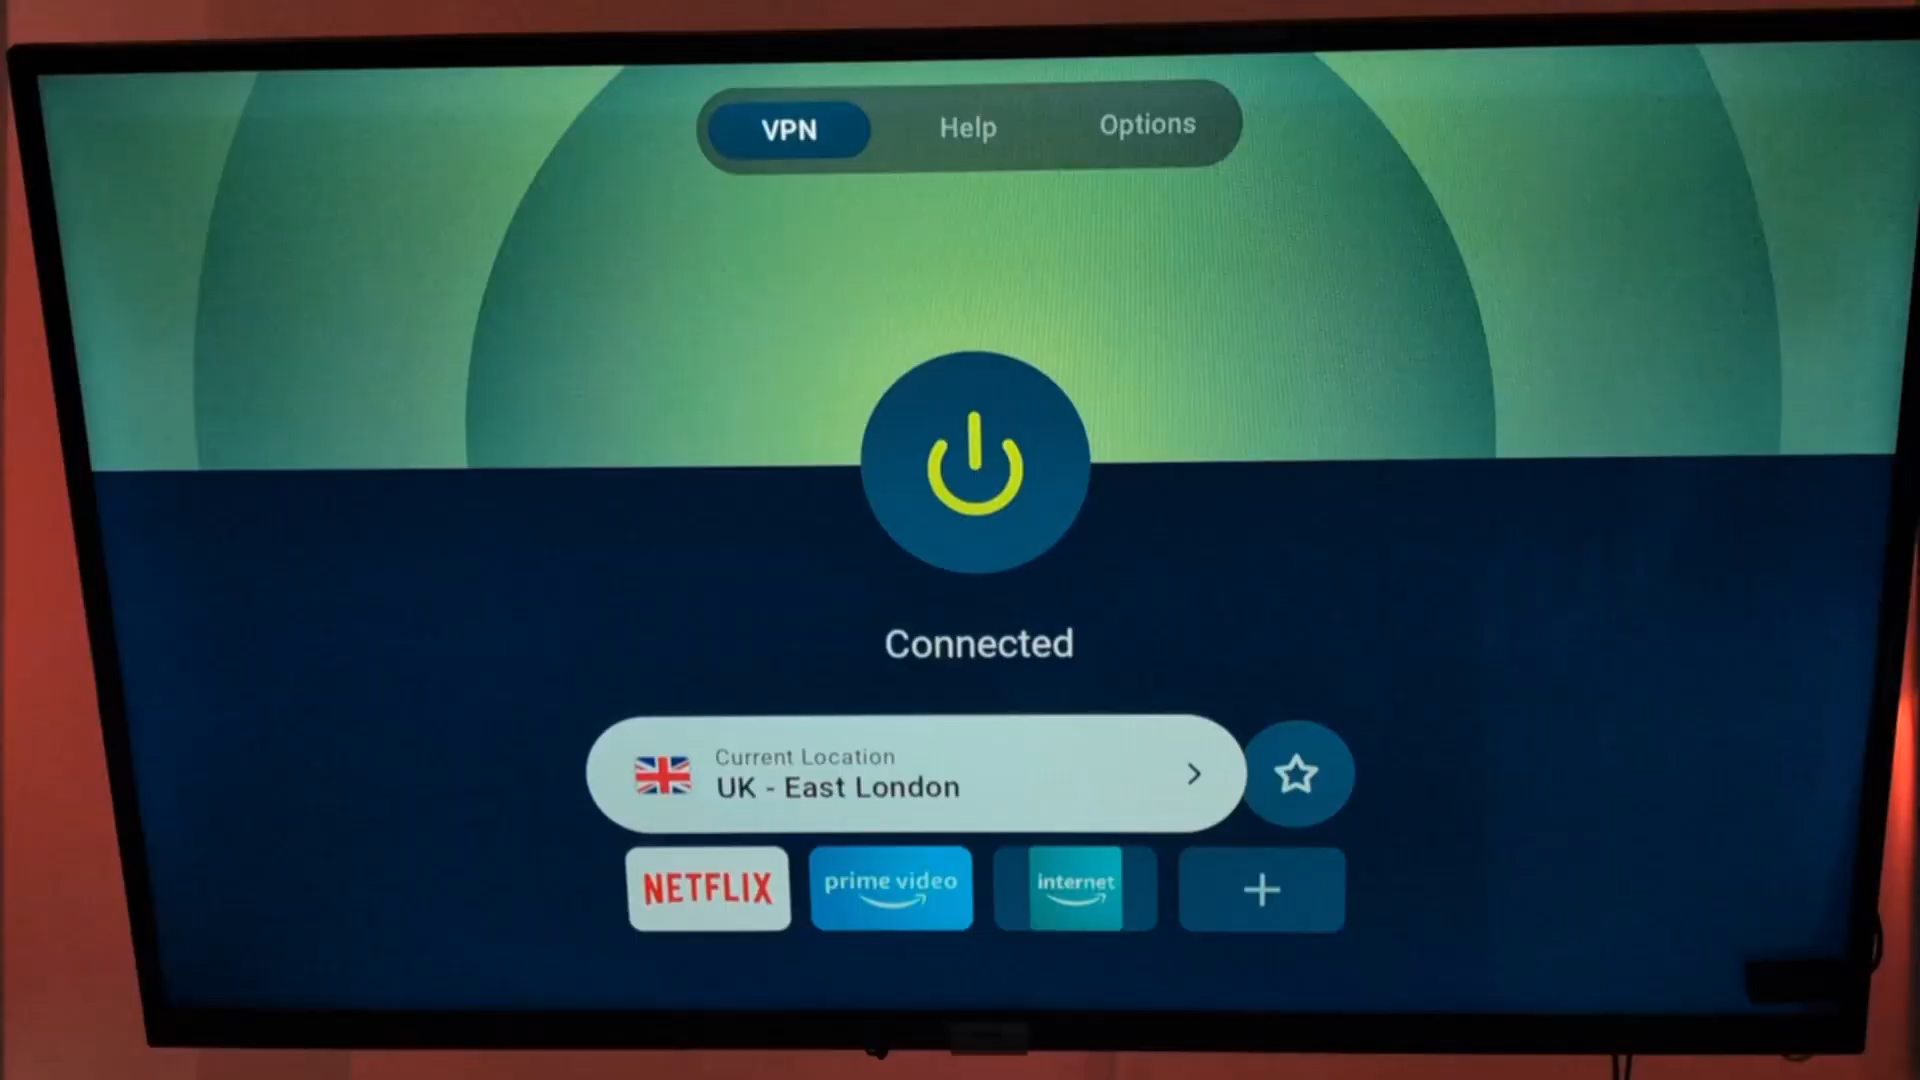 VPN
Help
Options
Connected
Current Location
UK - East London
NETFLIX
prime video
internet
+